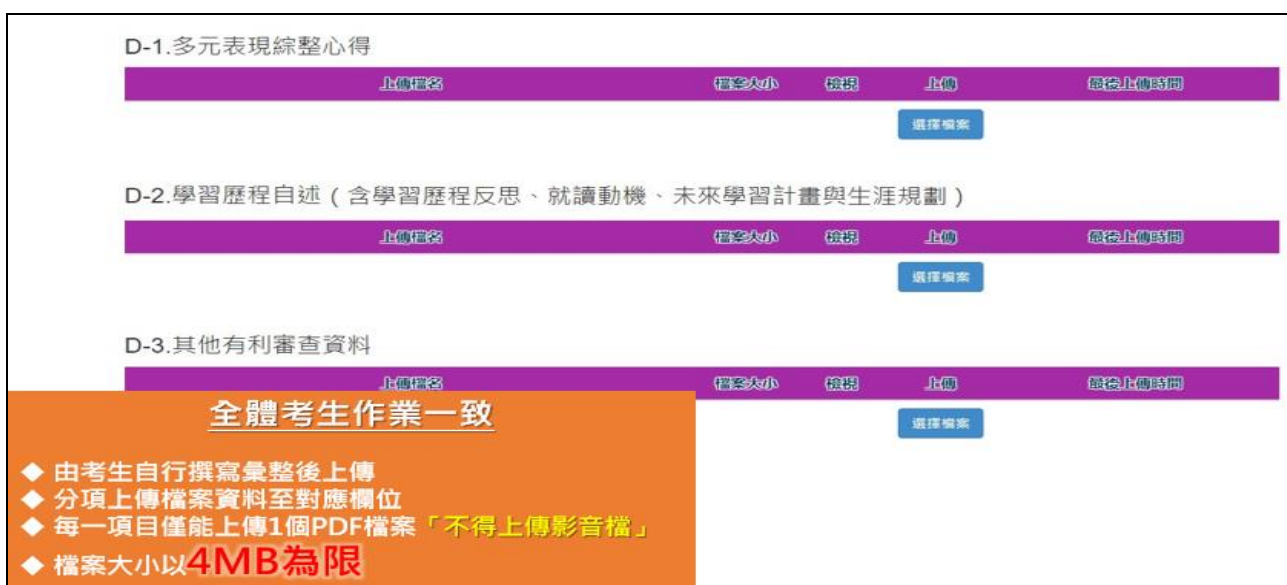 D-1.多元表現綜整心得
上傳檔名 檔案大小 檢視 上傳 最後上傳時間
選擇檔案
D-2.學習歷程自述（含學習歷程反思、就讀動機、未來學習計畫與生涯規劃）
上傳檔名 檔案大小 檢視 上傳 最後上傳時間
選擇檔案
D-3.其他有利審查資料
上傳檔名 檔案大小 檢視 上傳 最後上傳時間
選擇檔案
全體考生作業一致
◆ 由考生自行撰寫彙整後上傳
◆ 分項上傳檔案資料至對應欄位
◆ 每一項目僅能上傳1個PDF檔案「不得上傳影音檔」
◆ 檔案大小以4MB為限